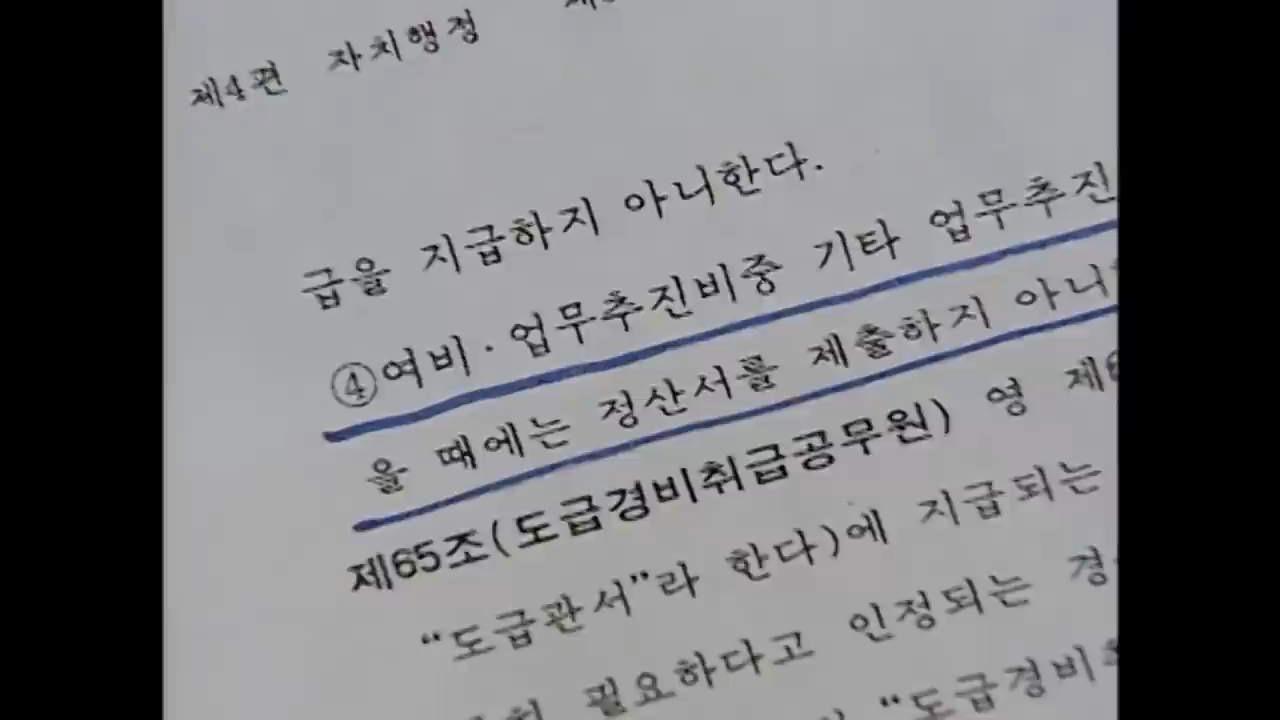 제4편 자치행정
급을 지급하지 아니한다.
④여비·업무추진비중 기타 업무추진
을 때에는 정산서를 제출하지 아니
제65조(도급경비취급공무원) 영
“도급관서”라 한다)에 지급되는
필요하다고 인정되는
“도급경비